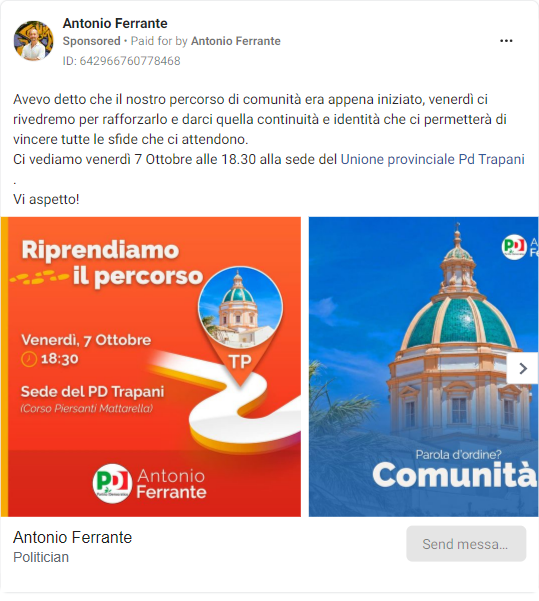 Antonio Ferrante
Sponsored • Paid for by Antonio Ferrante
ID: 642966760778468
Avevo detto che il nostro percorso di comunità era appena iniziato, venerdì ci
rivedremo per rafforzarlo e darci quella continuità e identità che ci permetterà di
vincere tutte le sfide che ci attendono.
Ci vediamo venerdì 7 Ottobre alle 18.30 alla sede del Unione provinciale Pd Trapani
.
Vi aspetto!
Riprendiamo
il percorso
Venerdì, 7 Ottobre
18:30
Sede del PD Trapani
(Corso Piersanti Mattarella)
TP
PD
Partito Democratico
Antonio
Ferrante
PD
Parola d'ordine?
Comunità
Antonio Ferrante
Politician
Send messa...